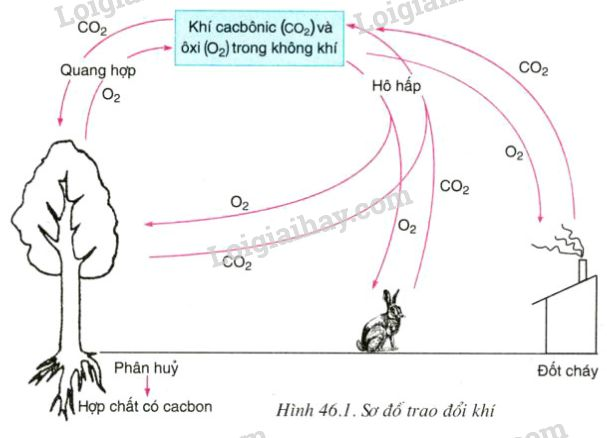 Loigiaihay.com
Khí cacbônic (CO2) và
ôxi (O2) trong không khí
CO2
Quang hợp
O2
Hô hấp
CO2
O2
O2
CO2
O2
CO2
Loigiaihay.com
Phân huỷ
Hợp chất có cacbon
Đốt cháy
Hình 46.1. Sơ đồ trao đổi khí